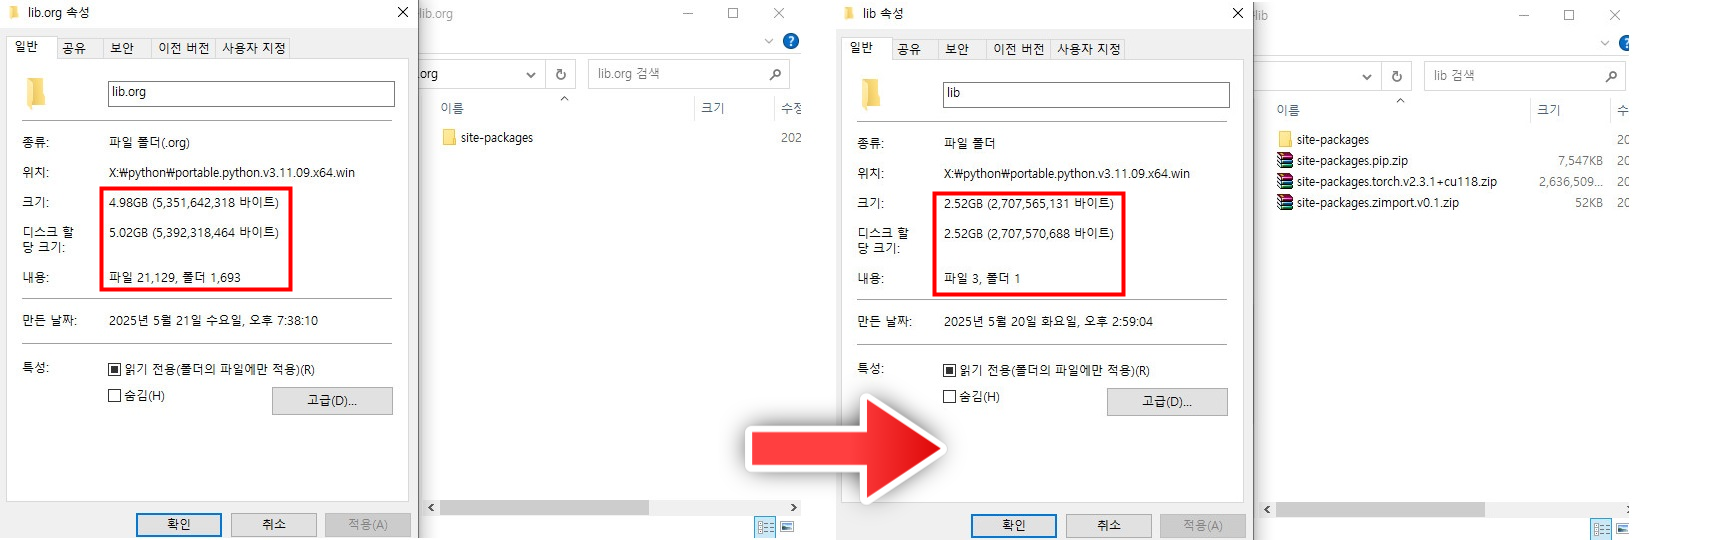 lib.org 속성
일반 공유 보안 이전 버전 사용자 지정
lib.org
종류: 파일 폴더(.org)
위치: X:\python\portable.python.v3.11.09.x64.win
크기: 4.98GB (5,351,642,318 바이트)
디스크 할당 크기: 5.02GB (5,392,318,464 바이트)
내용: 파일 21,129, 폴더 1,693
만든 날짜: 2025년 5월 21일 수요일, 오후 7:38:10
특성: 읽기 전용(폴더의 파일에만 적용)(R)
숨김(H)
고급(D)...
확인 취소 적용(A)
lib.org
.org
lib.org 검색
이름 크기 수정
site-packages 202
lib 속성
일반 공유 보안 이전 버전 사용자 지정
lib
종류: 파일 폴더
위치: X:\python\portable.python.v3.11.09.x64.win
크기: 2.52GB (2,707,565,131 바이트)
디스크 할당 크기: 2.52GB (2,707,570,688 바이트)
내용: 파일 3, 폴더 1
만든 날짜: 2025년 5월 20일 화요일, 오후 2:59:04
특성: 읽기 전용(폴더의 파일에만 적용)(R)
숨김(H)
고급(D)...
확인 취소 적용(A)
lib
lib 검색
이름 크기 수
site-packages 20
site-packages.pip.zip 7,547KB 20
site-packages.torch.v2.3.1+cu118.zip 2,636,509... 20
site-packages.zimport.v0.1.zip 52KB 20